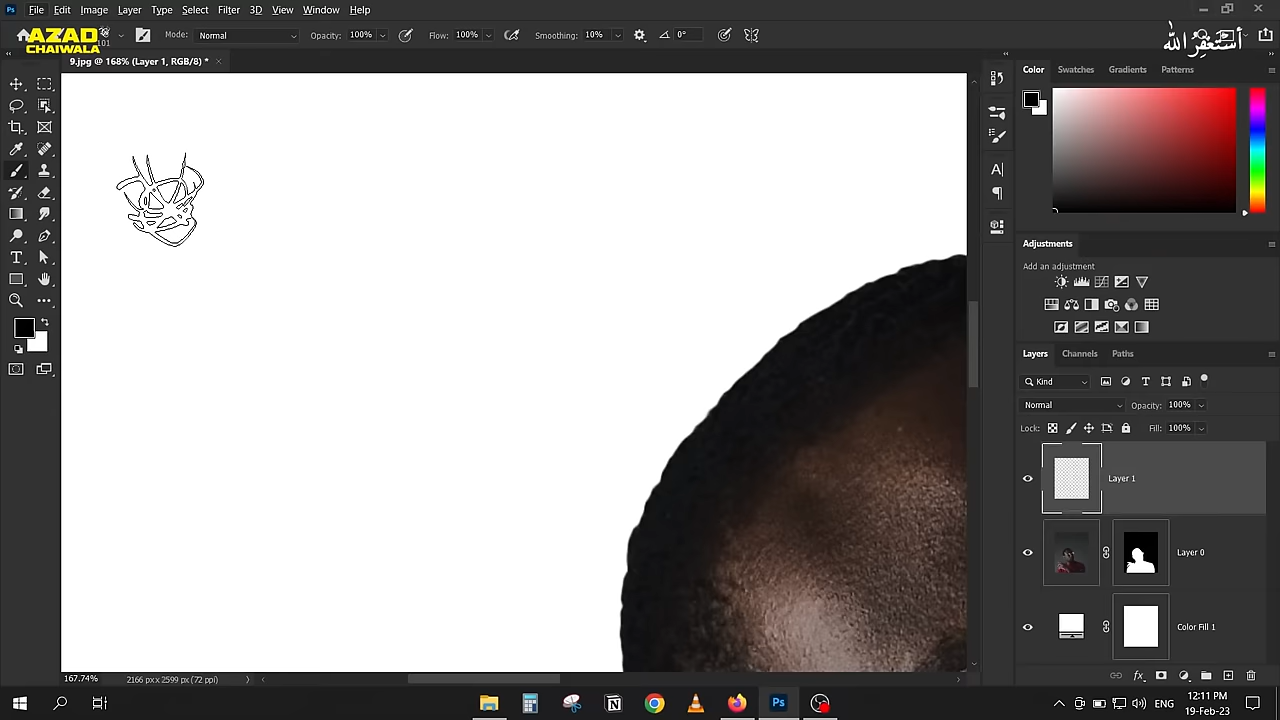 File Edit Image Layer Type Select Filter 3D View Window Help
AZAD
CHAIWALA
Mode: Normal Opacity: 100% Flow: 100% Smoothing: 10% 0°
101
أستغفر الله
9.jpg @ 168% (Layer 1, RGB/8) *
Color Swatches Gradients Patterns
Adjustments
Add an adjustment
Layers Channels Paths
Kind
Normal Opacity: 100%
Lock: Fill: 100%
Layer 1
Layer 0
Color Fill 1
167.74% 2166 px x 2599 px (72 ppi)
ENG
12:11 PM
19-Feb-23